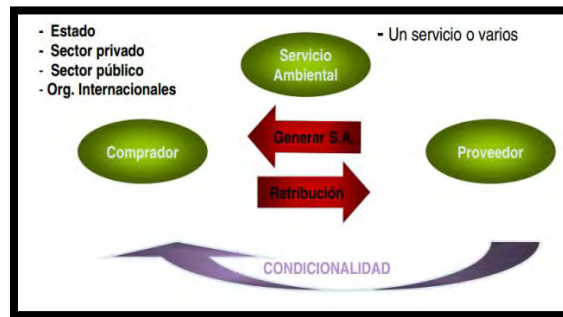 - Estado
- Sector privado
- Sector público
- Org. Internacionales
- Un servicio o varios
Servicio
Ambiental
Generar S.A.
Comprador
Proveedor
Retribución
CONDICIONALIDAD